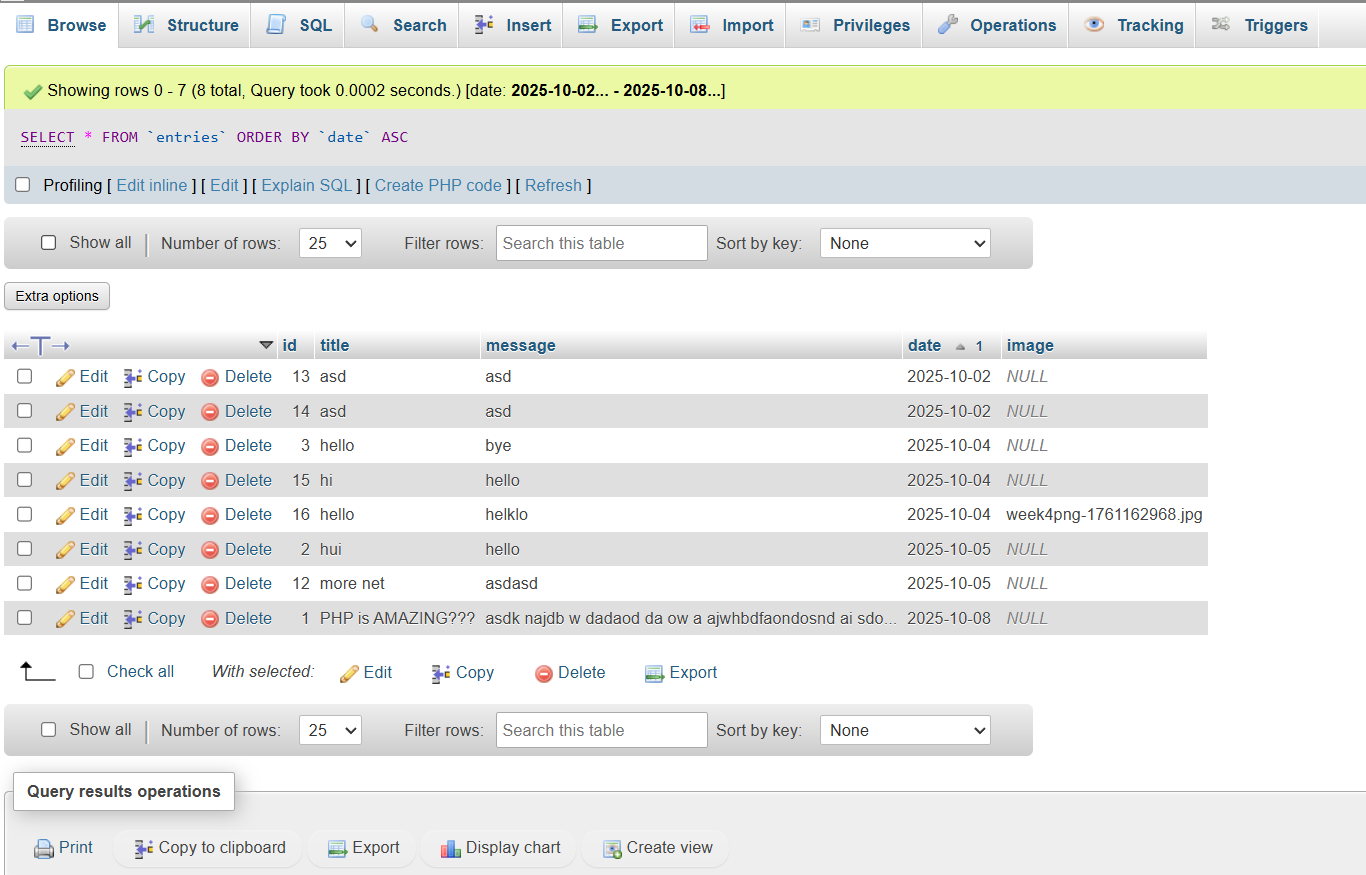 Browse Structure SQL Search Insert Export Import Privileges Operations Tracking Triggers
Showing rows 0 - 7 (8 total, Query took 0.0002 seconds.) [date: 2025-10-02... - 2025-10-08...]
SELECT * FROM `entries` ORDER BY `date` ASC
Profiling [ Edit inline ] [ Edit ] [ Explain SQL ] [ Create PHP code ] [ Refresh ]
Show all Number of rows: 25 Filter rows: Search this table Sort by key: None
Extra options
id title message date 1 image
Edit Copy Delete 13 asd asd 2025-10-02 NULL
Edit Copy Delete 14 asd asd 2025-10-02 NULL
Edit Copy Delete 3 hello bye 2025-10-04 NULL
Edit Copy Delete 15 hi hello 2025-10-04 NULL
Edit Copy Delete 16 hello helklo 2025-10-04 week4png-1761162968.jpg
Edit Copy Delete 2 hui hello 2025-10-05 NULL
Edit Copy Delete 12 more net asdasd 2025-10-05 NULL
Edit Copy Delete 1 PHP is AMAZING??? asdk najdb w dadaod da ow a ajwhbdfaondosnd ai sdo... 2025-10-08 NULL
Check all With selected: Edit Copy Delete Export
Show all Number of rows: 25 Filter rows: Search this table Sort by key: None
Query results operations
Print Copy to clipboard Export Display chart Create view